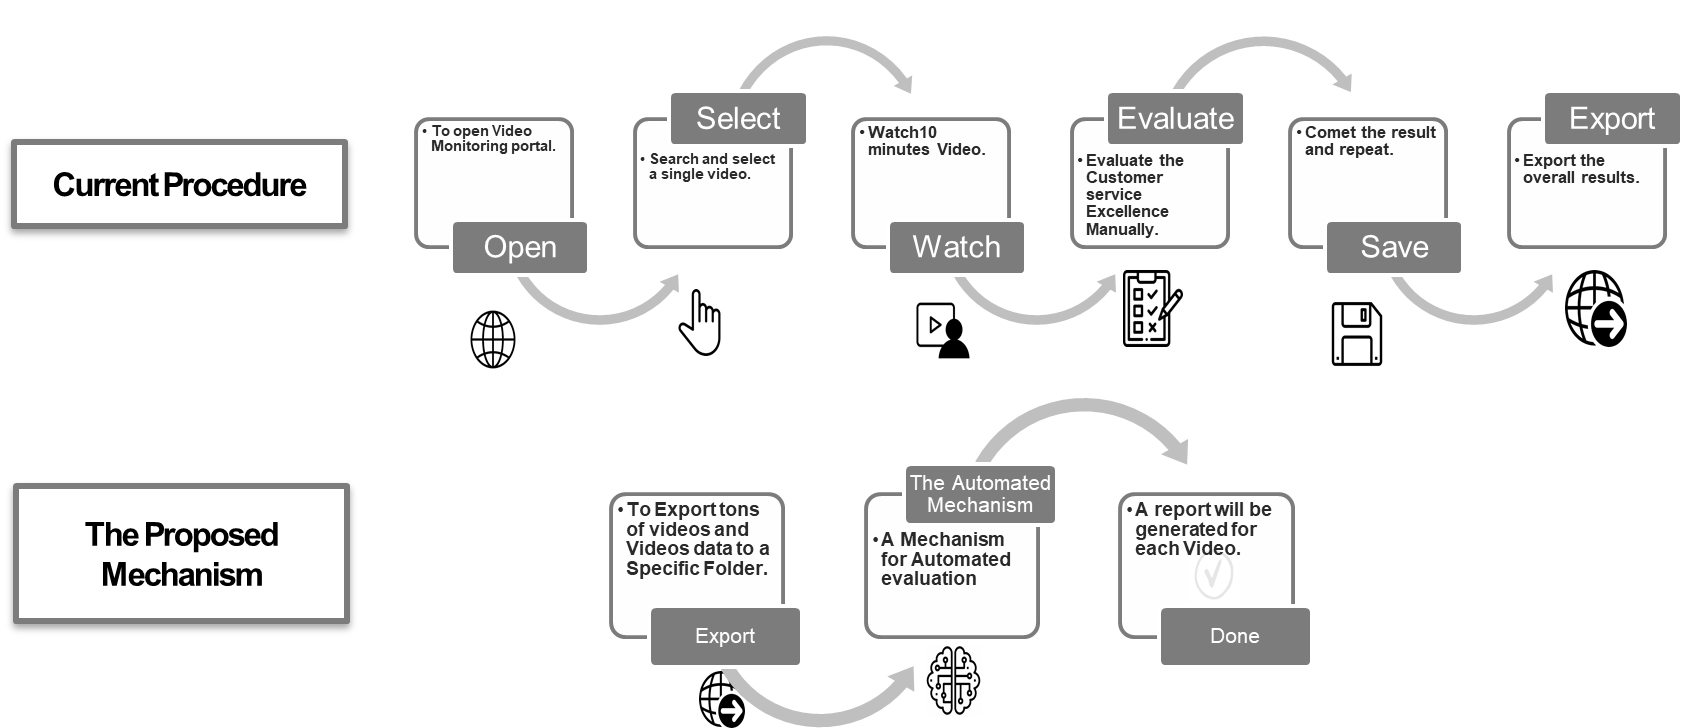 Current Procedure
• To open Video
Monitoring portal.
Open
Select
• Search and select
a single video.
• Watch10
minutes Video.
Watch
Evaluate
• Evaluate the
Customer
service
Excellence
Manually.
• Comet the result
and repeat.
Save
Export
• Export the
overall results.
The Proposed
Mechanism
• To Export tons
of videos and
Videos data to a
Specific Folder.
Export
The Automated
Mechanism
• A Mechanism
for Automated
evaluation
• A report will be
generated for
each Video.
Done